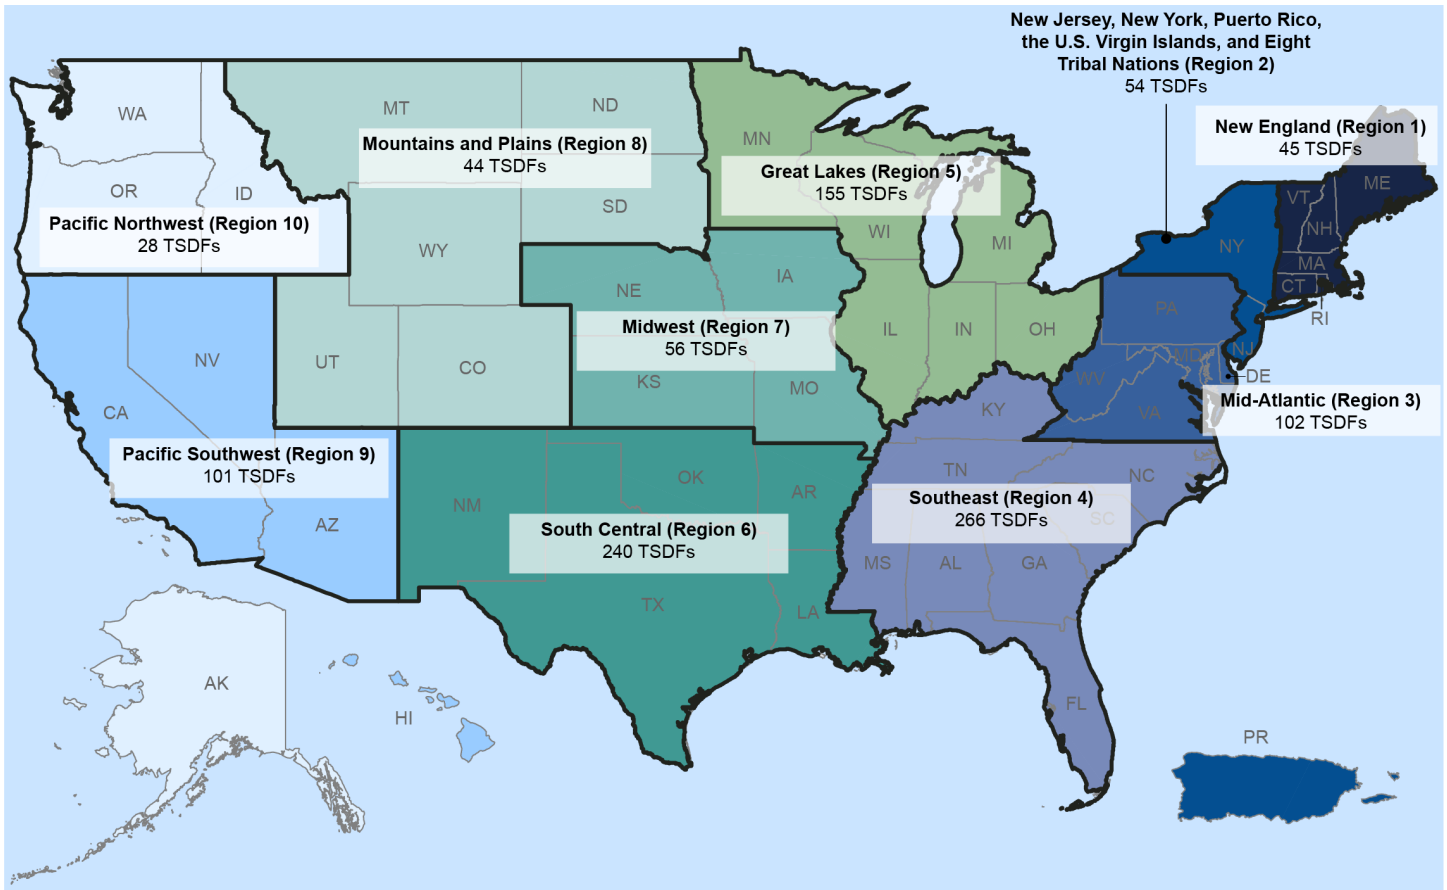 New Jersey, New York, Puerto Rico,
the U.S. Virgin Islands, and Eight
Tribal Nations (Region 2)
54 TSDFs
New England (Region 1)
45 TSDFs
WA
MT
ND
MN
Mountains and Plains (Region 8)
44 TSDFs
Great Lakes (Region 5)
155 TSDFs
OR
ID
Pacific Northwest (Region 10)
28 TSDFs
SD
WY
WI
MI
NY
VT
NH
ME
MA
CT
RI
NE
IA
Midwest (Region 7)
56 TSDFs
IL
IN
OH
PA
NJ
MD
DE
WV
VA
Mid-Atlantic (Region 3)
102 TSDFs
NV
UT
CO
KS
MO
KY
CA
Pacific Southwest (Region 9)
101 TSDFs
AZ
NM
OK
AR
TN
NC
Southeast (Region 4)
266 TSDFs
SC
South Central (Region 6)
240 TSDFs
MS
AL
GA
TX
LA
FL
AK
HI
PR